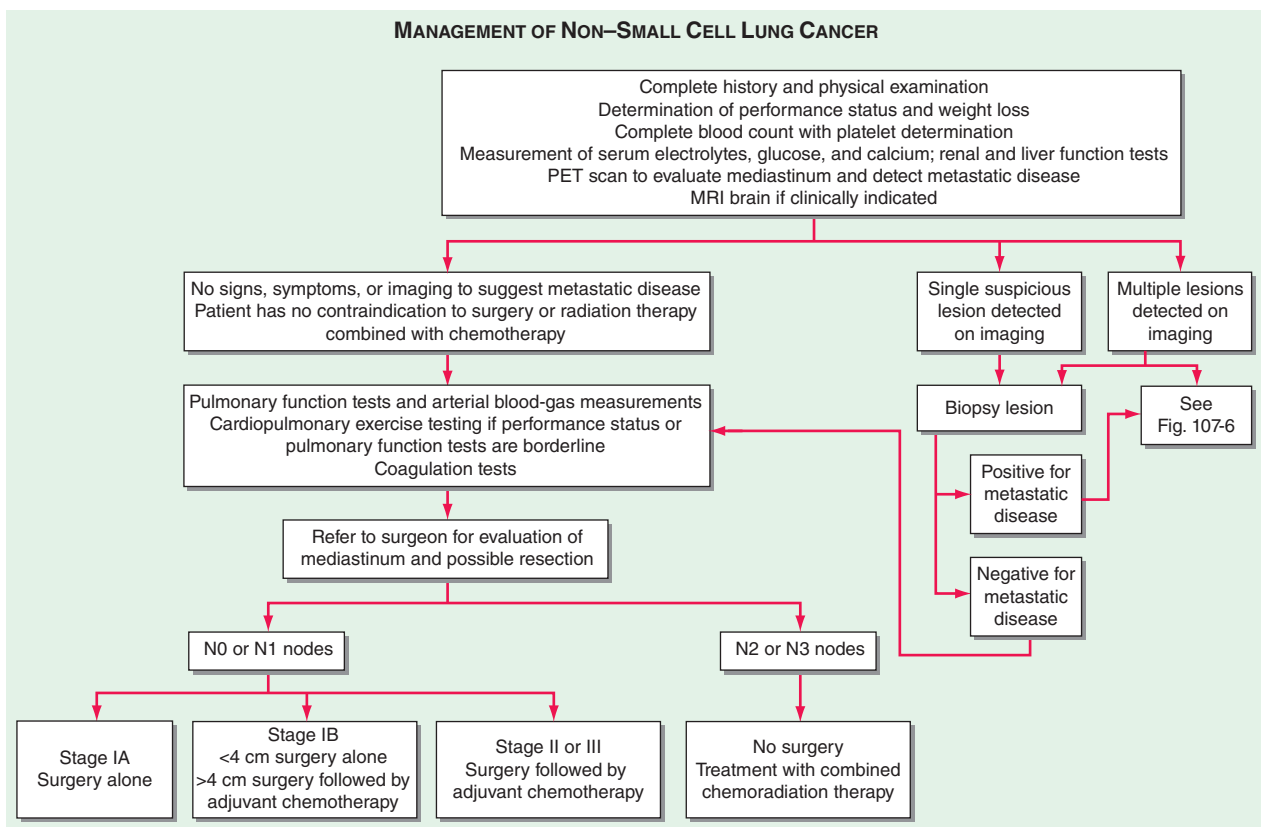 MANAGEMENT OF NON–SMALL CELL LUNG CANCER
Complete history and physical examination
Determination of performance status and weight loss
Complete blood count with platelet determination
Measurement of serum electrolytes, glucose, and calcium; renal and liver function tests
PET scan to evaluate mediastinum and detect metastatic disease
MRI brain if clinically indicated
No signs, symptoms, or imaging to suggest metastatic disease
Patient has no contraindication to surgery or radiation therapy
combined with chemotherapy
Single suspicious
lesion detected
on imaging
Multiple lesions
detected on
imaging
Pulmonary function tests and arterial blood-gas measurements
Cardiopulmonary exercise testing if performance status or
pulmonary function tests are borderline
Coagulation tests
Biopsy lesion
See
Fig. 107-6
Positive for
metastatic
disease
Refer to surgeon for evaluation of
mediastinum and possible resection
Negative for
metastatic
disease
N0 or N1 nodes
N2 or N3 nodes
Stage IA
Surgery alone
Stage IB
<4 cm surgery alone
>4 cm surgery followed by
adjuvant chemotherapy
Stage II or III
Surgery followed by
adjuvant chemotherapy
No surgery
Treatment with combined
chemoradiation therapy